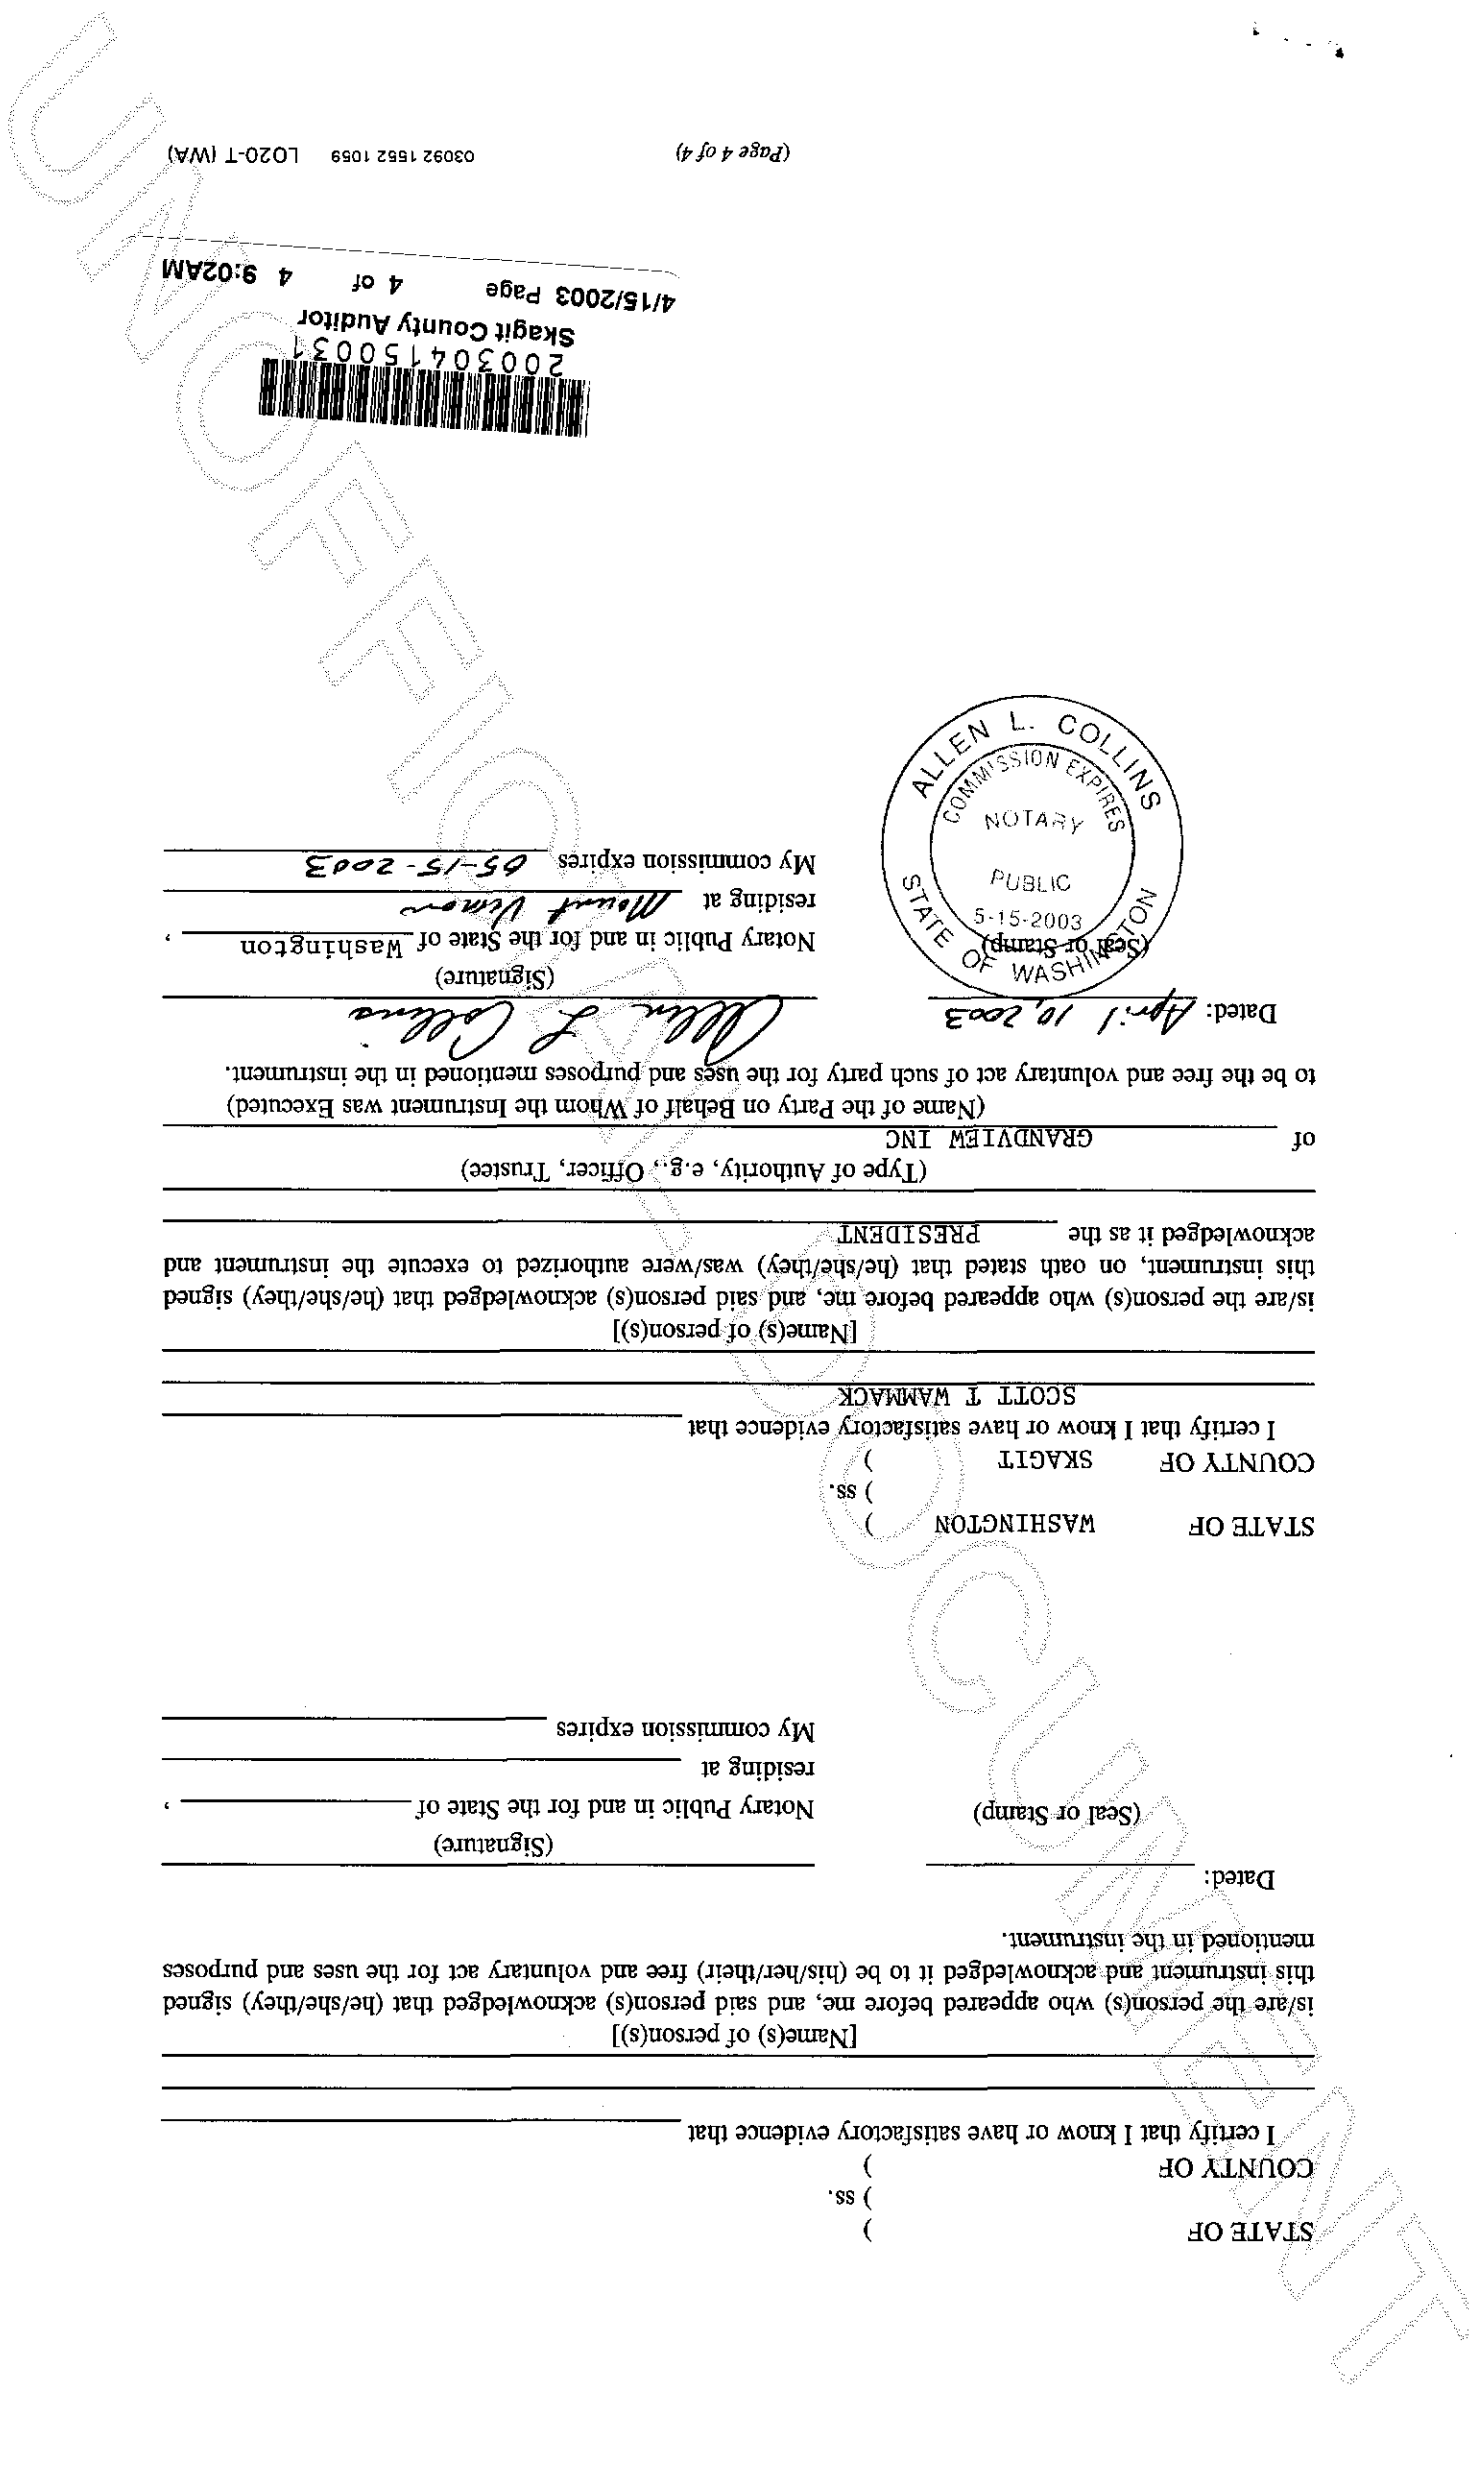 STATE OF )
) ss.
COUNTY OF )
I certify that I know or have satisfactory evidence that
[Name(s) of person(s)]
is/are the person(s) who appeared before me, and said person(s) acknowledged that (he/she/they) signed
this instrument and acknowledged it to be (his/her/their) free and voluntary act for the uses and purposes
mentioned in the instrument.
Dated:
(Signature)
(Seal or Stamp) Notary Public in and for the State of ,
residing at
My commission expires
STATE OF WASHINGTON )
) ss.
COUNTY OF SKAGIT )
I certify that I know or have satisfactory evidence that
SCOTT T WAMMACK
[Name(s) of person(s)]
is/are the person(s) who appeared before me, and said person(s) acknowledged that (he/she/they) signed
this instrument, on oath stated that (he/she/they) was/were authorized to execute the instrument and
acknowledged it as the PRESIDENT
(Type of Authority, e.g., Officer, Trustee)
of GRANDVIEW INC
(Name of the Party on Behalf of Whom the Instrument was Executed)
to be the free and voluntary act of such party for the uses and purposes mentioned in the instrument.
Dated: April 10, 2003 Allen L Collins
(Signature)
(Seal or Stamp) Notary Public in and for the State of Washington ,
residing at Mount Vernon
My commission expires 05-15-2003
ALLEN L. COLLINS
COMMISSION EXPIRES
NOTARY
PUBLIC
5-15-2003
STATE OF WASHINGTON
200304150031
Skagit County Auditor
4/15/2003 Page 4 of 4 9:02AM
(Page 4 of 4) 03092 1552 1059 LO20-T (WA)
UNOFFICIAL DOCUMENT